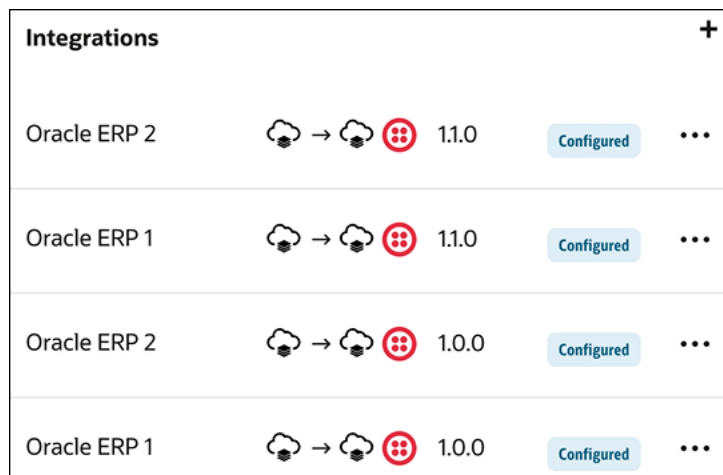 Integrations +
Oracle ERP 2 → 1.1.0 Configured •••
Oracle ERP 1 → 1.1.0 Configured •••
Oracle ERP 2 → 1.0.0 Configured •••
Oracle ERP 1 → 1.0.0 Configured •••